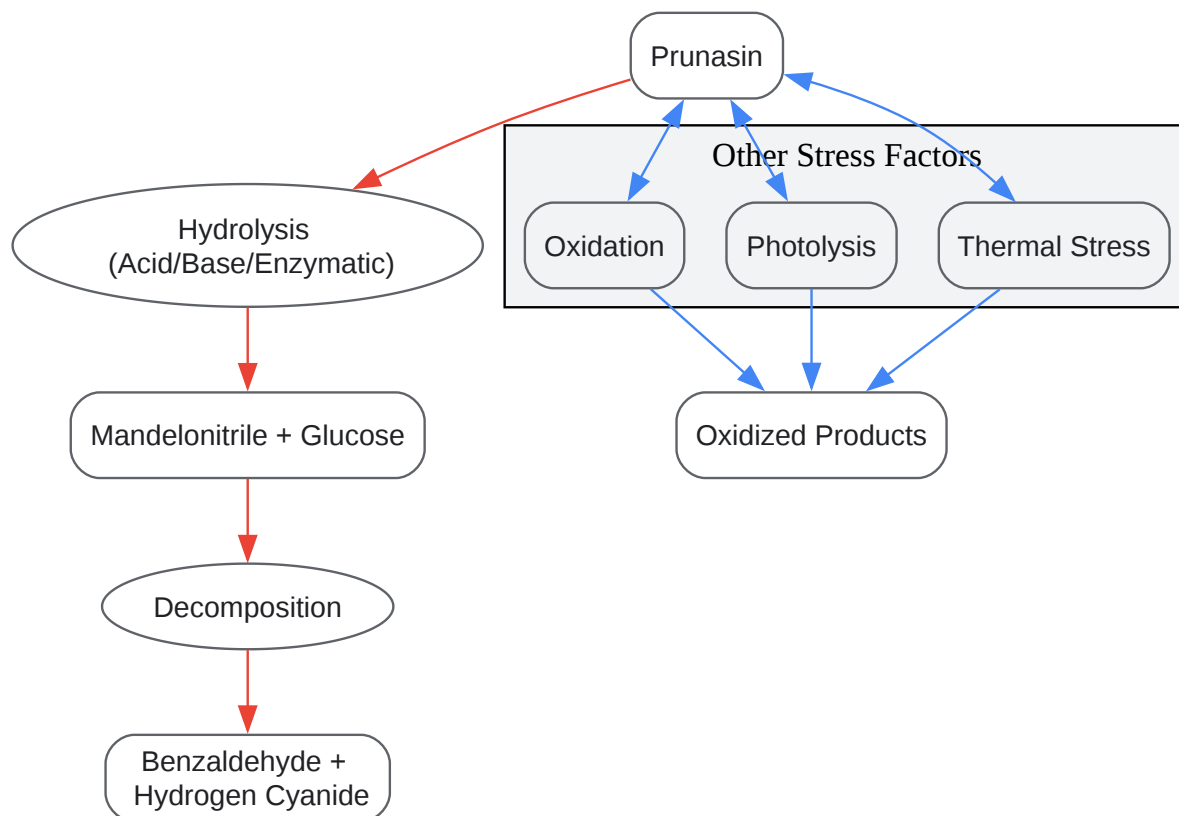 Prunasin
Other Stress Factors
Hydrolysis
(Acid/Base/Enzymatic)
Oxidation
Photolysis
Thermal Stress
Mandelonitrile + Glucose
Oxidized Products
Decomposition
Benzaldehyde +
Hydrogen Cyanide